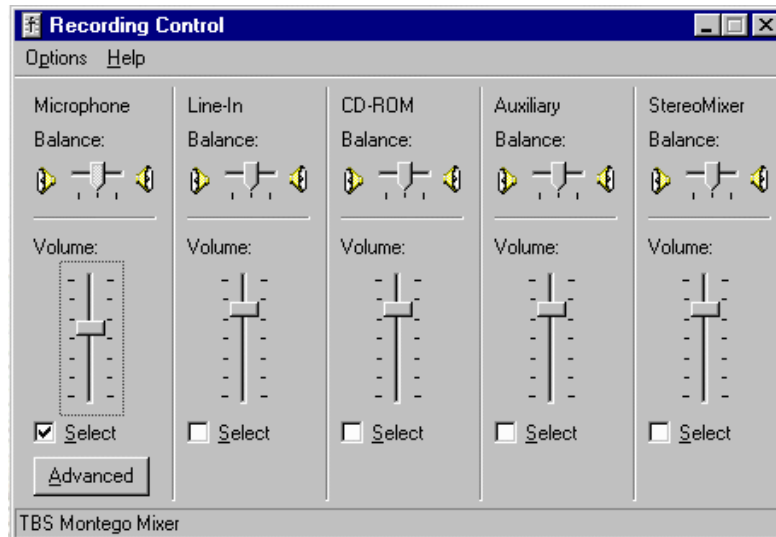 Recording Control
Options Help
Microphone Line-In CD-ROM Auxiliary StereoMixer
Balance: Balance: Balance: Balance: Balance:
Volume: Volume: Volume: Volume: Volume:
Select Select Select Select Select
Advanced
TBS Montego Mixer